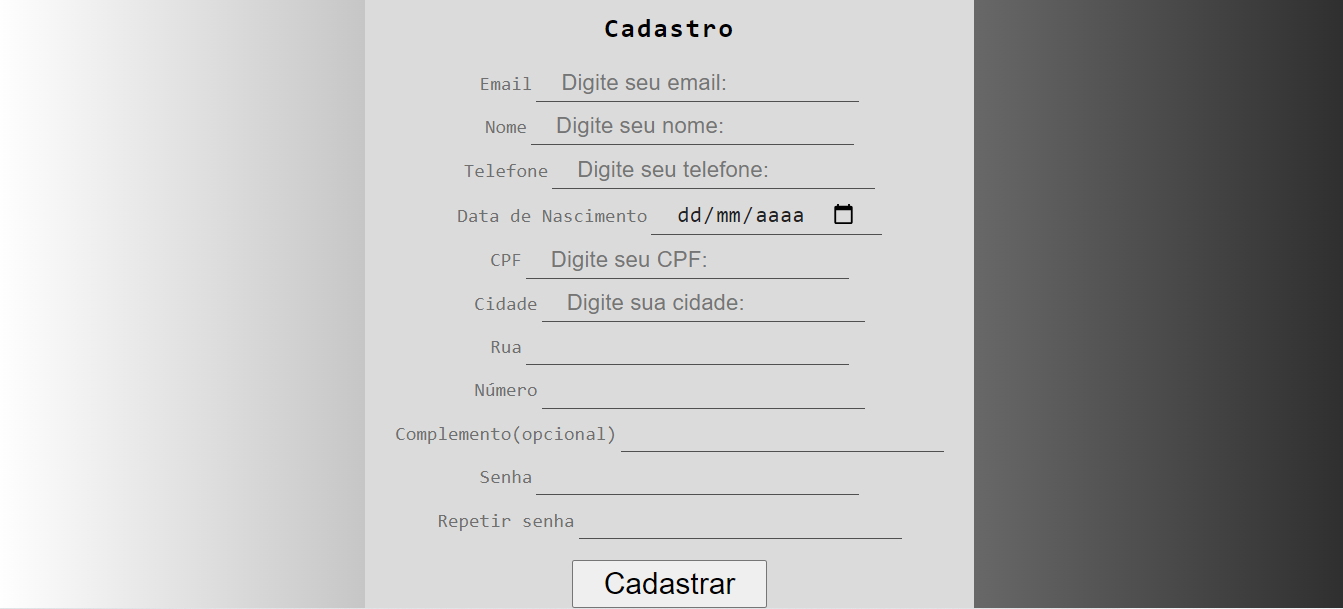 Cadastro
Email Digite seu email:
Nome Digite seu nome:
Telefone Digite seu telefone:
Data de Nascimento dd/mm/aaaa
CPF Digite seu CPF:
Cidade Digite sua cidade:
Rua
Número
Complemento(opcional)
Senha
Repetir senha
Cadastrar